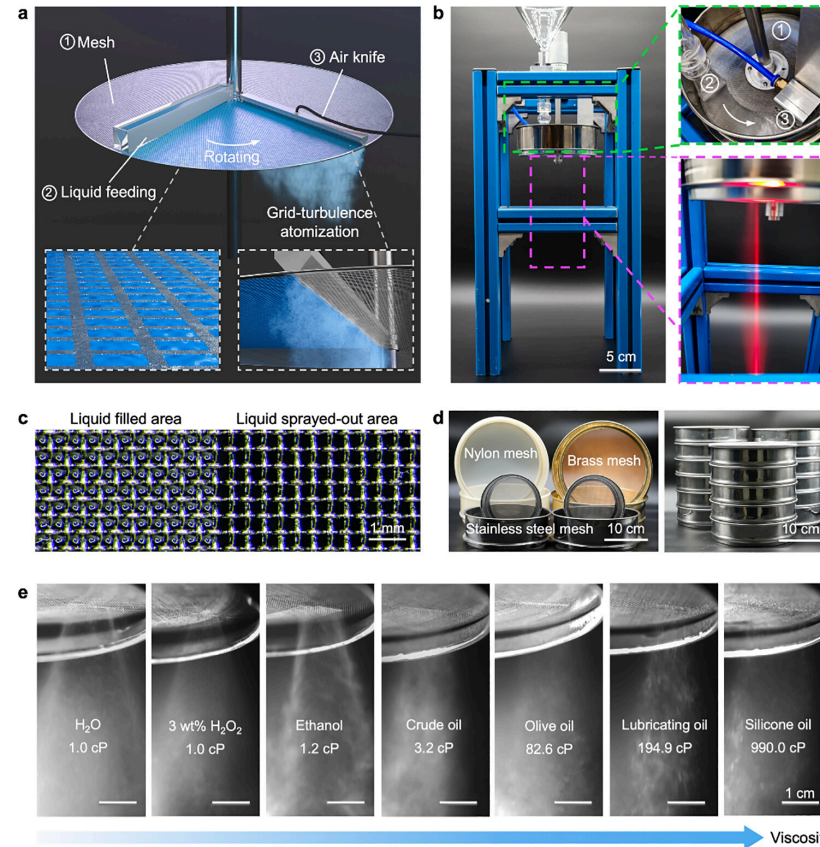 a
① Mesh
③ Air knife
Rotating
② Liquid feeding
Grid-turbulence
atomization
b
①
②
③
5 cm
c
Liquid filled area
Liquid sprayed-out area
1 mm
d
Nylon mesh
Brass mesh
Stainless steel mesh
10 cm
10 cm
e
H₂O
1.0 cP
3 wt% H₂O₂
1.0 cP
Ethanol
1.2 cP
Crude oil
3.2 cP
Olive oil
82.6 cP
Lubricating oil
194.9 cP
Silicone oil
990.0 cP
1 cm
Viscosit